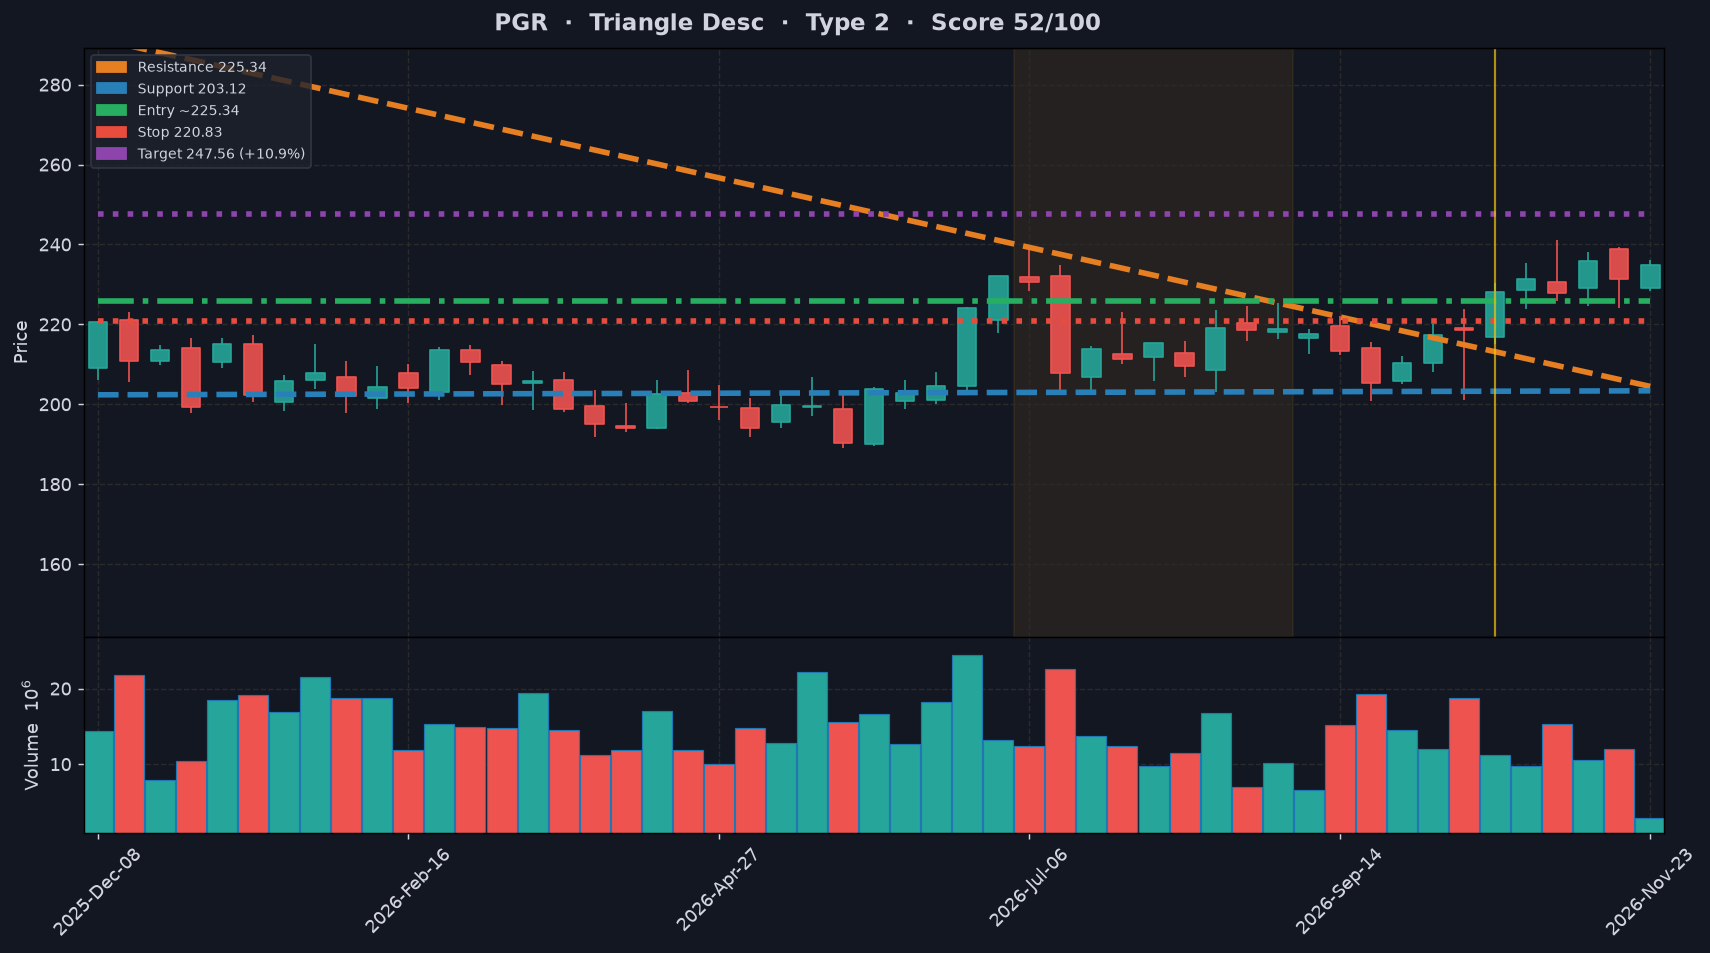 PGR · Triangle Desc · Type 2 · Score 52/100
Resistance 225.34
Support 203.12
Entry ~225.34
Stop 220.83
Target 247.56 (+10.9%)
Price
280
260
240
220
200
180
160
Volume 10⁶
20
10
2025-Dec-08
2026-Feb-16
2026-Apr-27
2026-Jul-06
2026-Sep-14
2026-Nov-23